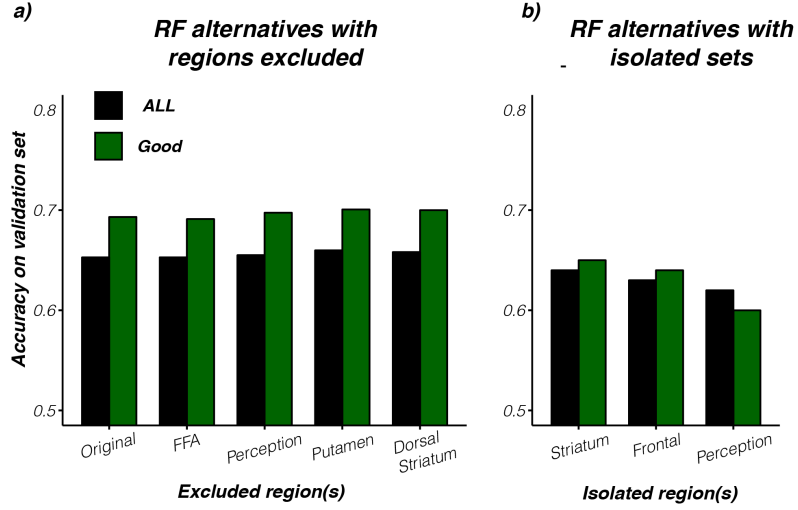 a)
RF alternatives with
regions excluded
ALL
Good
Accuracy on validation set
0.8
0.7
0.6
0.5
Original
FFA
Perception
Putamen
Dorsal
Striatum
Excluded region(s)
b)
RF alternatives with
isolated sets
-
0.8
0.7
0.6
0.5
Striatum
Frontal
Perception
Isolated region(s)